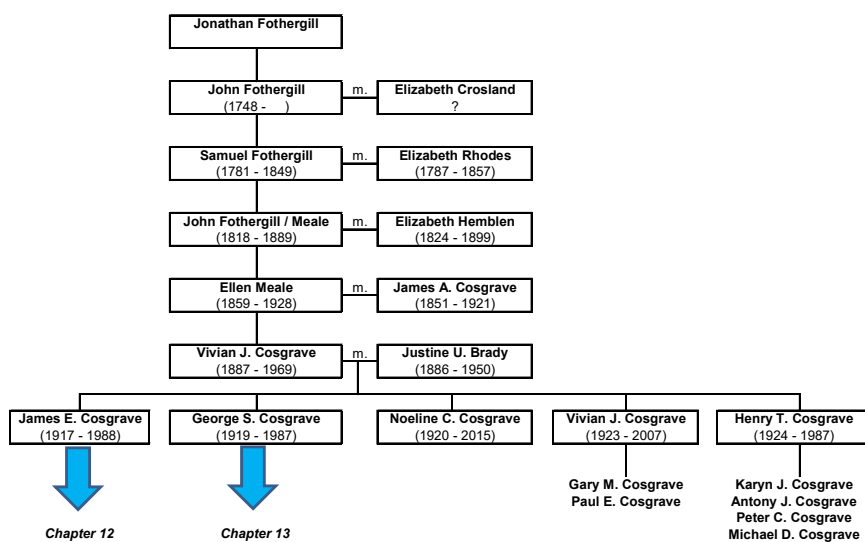 Jonathan Fothergill
John Fothergill
(1748 -    )
m.
Elizabeth Crosland
?
Samuel Fothergill
(1781 - 1849)
m.
Elizabeth Rhodes
(1787 - 1857)
John Fothergill / Meale
(1818 - 1889)
m.
Elizabeth Hemblen
(1824 - 1899)
Ellen Meale
(1859 - 1928)
m.
James A. Cosgrave
(1851 - 1921)
Vivian J. Cosgrave
(1887 - 1969)
m.
Justine U. Brady
(1886 - 1950)
James E. Cosgrave
(1917 - 1988)
George S. Cosgrave
(1919 - 1987)
Noeline C. Cosgrave
(1920 - 2015)
Vivian J. Cosgrave
(1923 - 2007)
Henry T. Cosgrave
(1924 - 1987)
Chapter 12
Chapter 13
Gary M. Cosgrave
Paul E. Cosgrave
Karyn J. Cosgrave
Antony J. Cosgrave
Peter C. Cosgrave
Michael D. Cosgrave